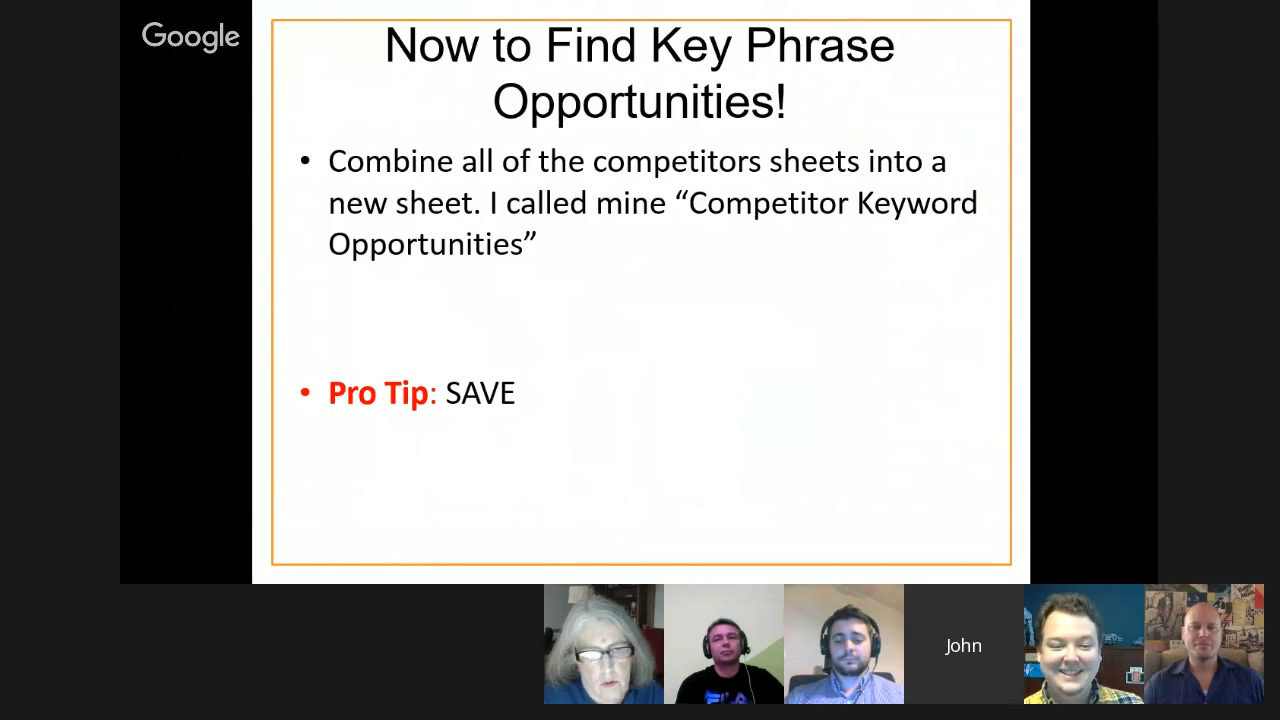 Google
Now to Find Key Phrase
Opportunities!
• Combine all of the competitors sheets into a
new sheet. I called mine “Competitor Keyword
Opportunities”
• Pro Tip: SAVE
John
FILA